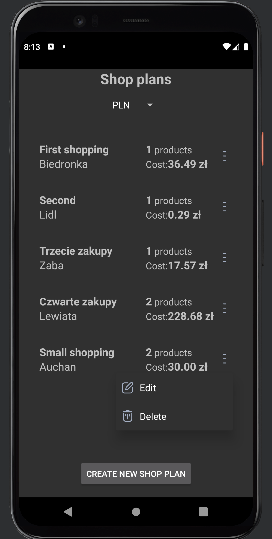 8:13
Shop plans
PLN
First shopping 1 products
Biedronka Cost:36.49 zł
Second 1 products
Lidl Cost:0.29 zł
Trzecie zakupy 1 products
Zaba Cost:17.57 zł
Czwarte zakupy 2 products
Lewiata Cost:228.68 zł
Small shopping 2 products
Auchan Cost:30.00 zł
Edit
Delete
CREATE NEW SHOP PLAN